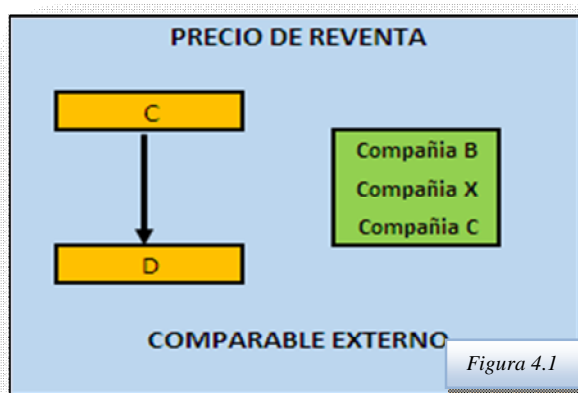 PRECIO DE REVENTA
C
Compañia B
Compañia X
Compañia C
D
COMPARABLE EXTERNO
Figura 4.1